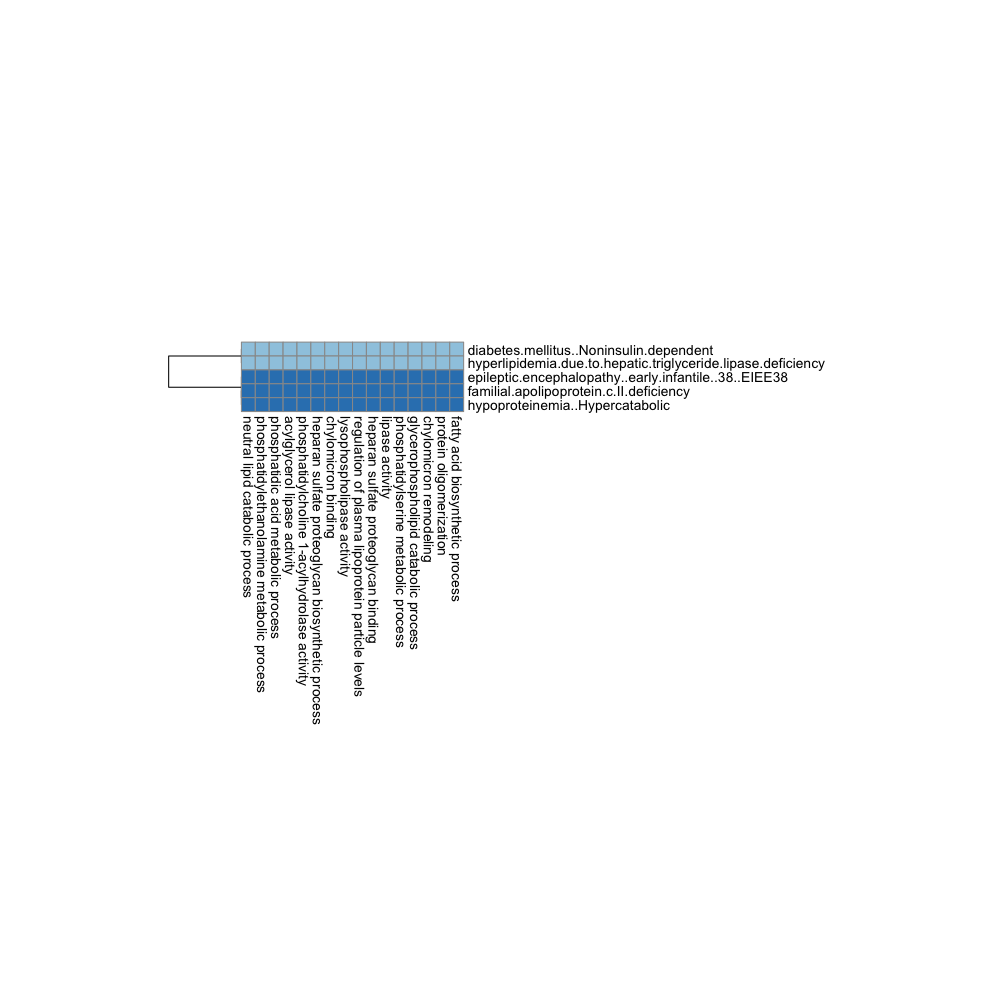 diabetes.mellitus..Noninsulin.dependent
hyperlipidemia.due.to.hepatic.triglyceride.lipase.deficiency
epileptic.encephalopathy..early.infantile..38..EIEE38
familial.apolipoprotein.c.II.deficiency
hypoproteinemia..Hypercatabolic
neutral lipid catabolic process
phosphatidylethanolamine metabolic process
phosphatidic acid metabolic process
acylglycerol lipase activity
phosphatidylcholine 1-acylhydrolase activity
heparan sulfate proteoglycan biosynthetic process
chylomicron binding
lysophospholipase activity
regulation of plasma lipoprotein particle levels
heparan sulfate proteoglycan binding
lipase activity
phosphatidylserine metabolic process
glycerophospholipid catabolic process
chylomicron remodeling
protein oligomerization
fatty acid biosynthetic process